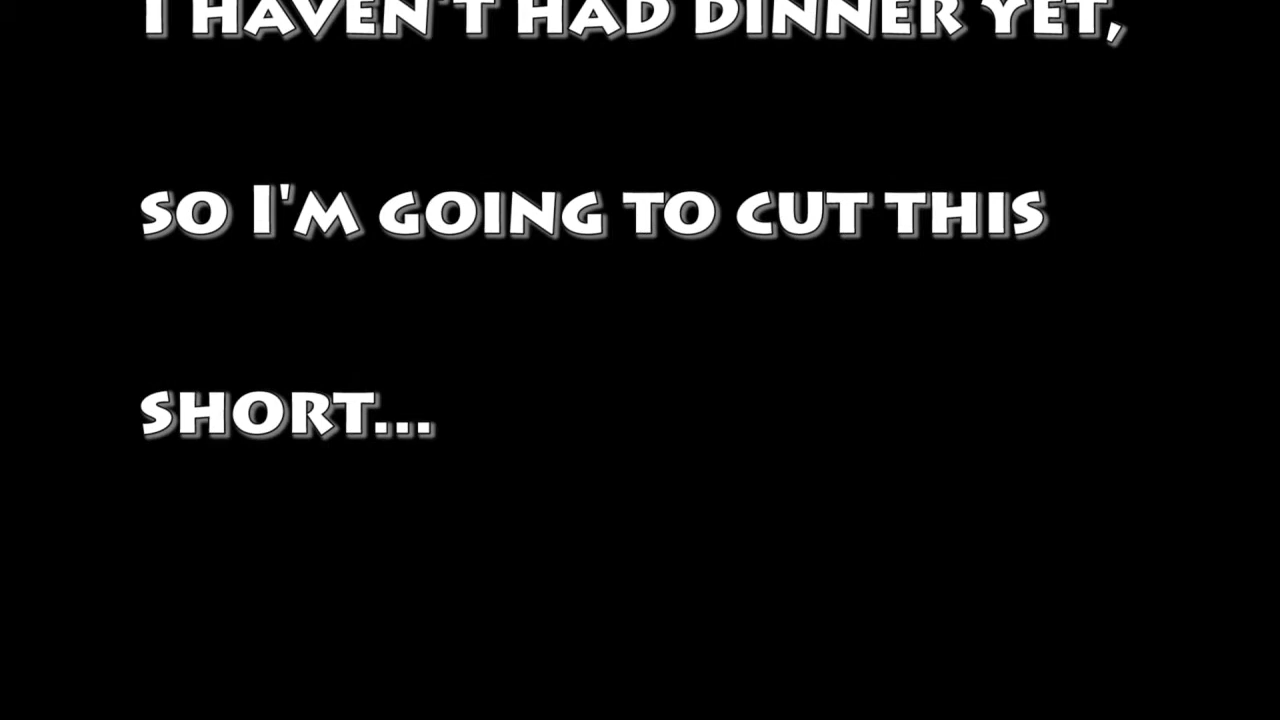 I HAVEN'T HAD DINNER YET,
SO I'M GOING TO CUT THIS
SHORT...